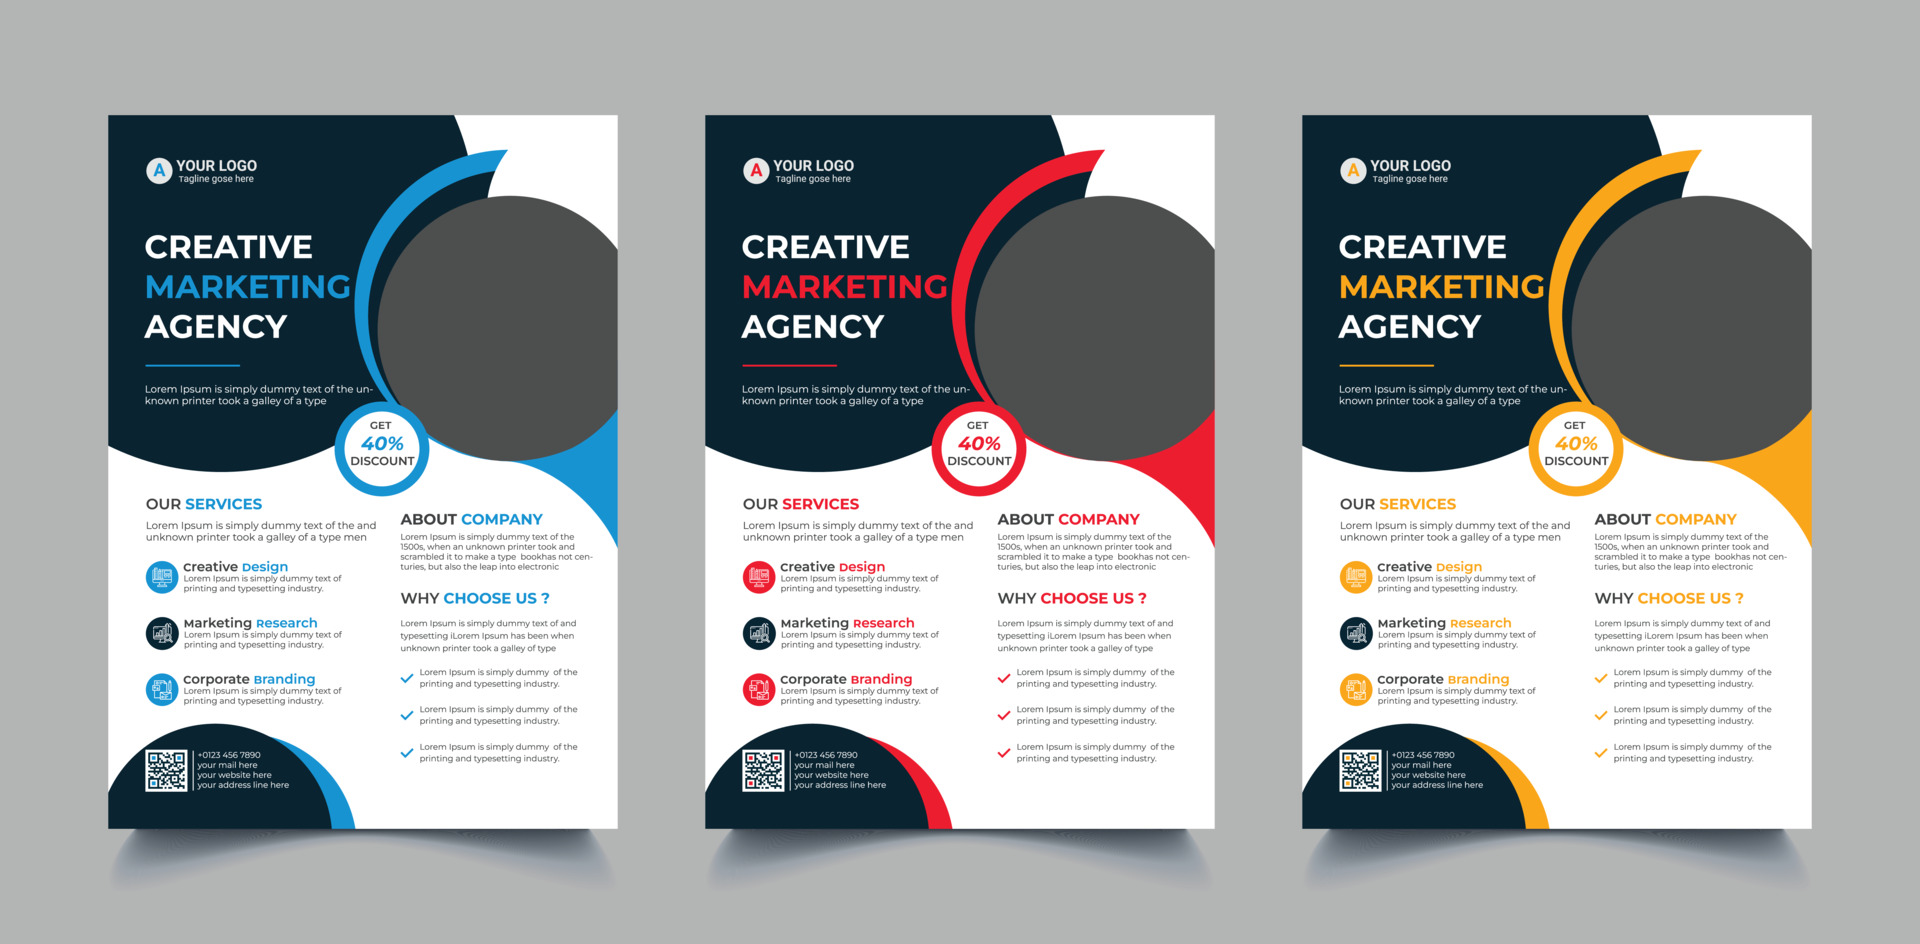 A
YOUR LOGO
Tagline gose here
CREATIVE
MARKETING
AGENCY
Lorem Ipsum is simply dummy text of the un-
known printer took a galley of a type
GET
40%
DISCOUNT
OUR SERVICES
Lorem Ipsum is simply dummy text of the and
unknown printer took a galley of a type men
Creative Design
Lorem Ipsum is simply dummy text of
printing and typesetting industry.
Marketing Research
Lorem Ipsum is simply dummy text of
printing and typesetting industry.
Corporate Branding
Lorem Ipsum is simply dummy text of
printing and typesetting industry.
+0123 456 7890
your mail here
your website here
your address line here
ABOUT COMPANY
Lorem Ipsum is simply dummy text of the
1500s, when an unknown printer took and
scrambled it to make a type bookhas not cen-
turies, but also the leap into electronic
WHY CHOOSE US ?
Lorem Ipsum is simply dummy text of and
typesetting iLorem Ipsum has been when
unknown printer took a galley of type
Lorem Ipsum is simply dummy of the
printing and typesetting industry.
Lorem Ipsum is simply dummy of the
printing and typesetting industry.
Lorem Ipsum is simply dummy of the
printing and typesetting industry.
A
YOUR LOGO
Tagline gose here
CREATIVE
MARKETING
AGENCY
Lorem Ipsum is simply dummy text of the un-
known printer took a galley of a type
GET
40%
DISCOUNT
OUR SERVICES
Lorem Ipsum is simply dummy text of the and
unknown printer took a galley of a type men
Creative Design
Lorem Ipsum is simply dummy text of
printing and typesetting industry.
Marketing Research
Lorem Ipsum is simply dummy text of
printing and typesetting industry.
Corporate Branding
Lorem Ipsum is simply dummy text of
printing and typesetting industry.
+0123 456 7890
your mail here
your website here
your address line here
ABOUT COMPANY
Lorem Ipsum is simply dummy text of the
1500s, when an unknown printer took and
scrambled it to make a type bookhas not cen-
turies, but also the leap into electronic
WHY CHOOSE US ?
Lorem Ipsum is simply dummy text of and
typesetting iLorem Ipsum has been when
unknown printer took a galley of type
Lorem Ipsum is simply dummy of the
printing and typesetting industry.
Lorem Ipsum is simply dummy of the
printing and typesetting industry.
Lorem Ipsum is simply dummy of the
printing and typesetting industry.
A
YOUR LOGO
Tagline gose here
CREATIVE
MARKETING
AGENCY
Lorem Ipsum is simply dummy text of the un-
known printer took a galley of a type
GET
40%
DISCOUNT
OUR SERVICES
Lorem Ipsum is simply dummy text of the and
unknown printer took a galley of a type men
Creative Design
Lorem Ipsum is simply dummy text of
printing and typesetting industry.
Marketing Research
Lorem Ipsum is simply dummy text of
printing and typesetting industry.
Corporate Branding
Lorem Ipsum is simply dummy text of
printing and typesetting industry.
+0123 456 7890
your mail here
your website here
your address line here
ABOUT COMPANY
Lorem Ipsum is simply dummy text of the
1500s, when an unknown printer took and
scrambled it to make a type bookhas not cen-
turies, but also the leap into electronic
WHY CHOOSE US ?
Lorem Ipsum is simply dummy text of and
typesetting iLorem Ipsum has been when
unknown printer took a galley of type
Lorem Ipsum is simply dummy of the
printing and typesetting industry.
Lorem Ipsum is simply dummy of the
printing and typesetting industry.
Lorem Ipsum is simply dummy of the
printing and typesetting industry.